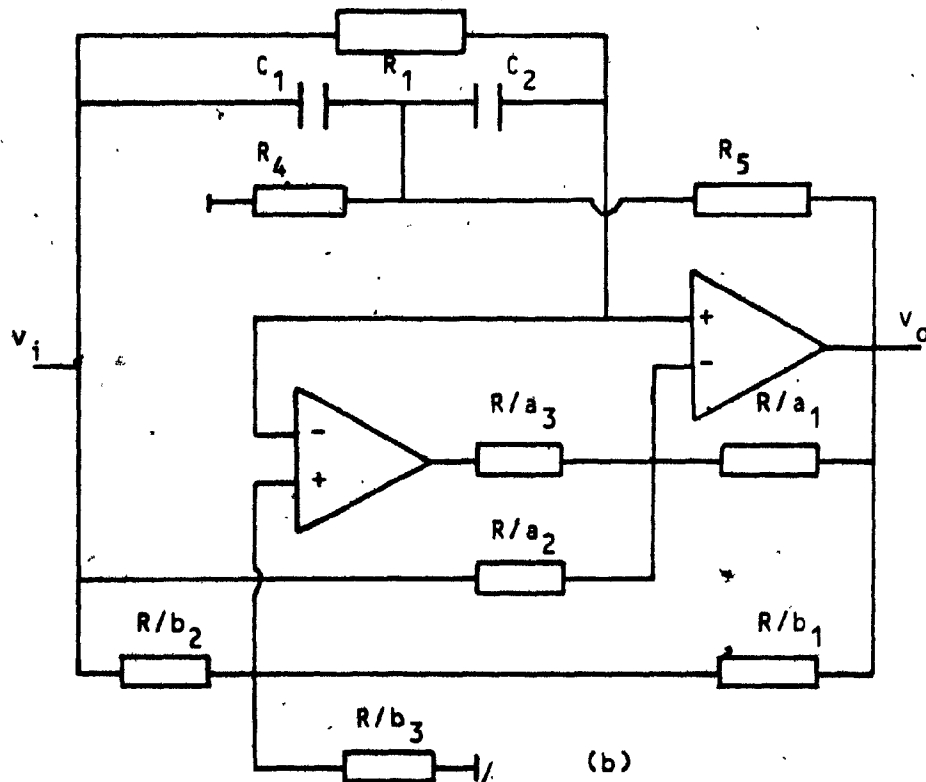 C1 R1 C2
R4 R5
vi
+
-
vo
-
+
R/a3 R/a1
R/a2
R/b2 R/b1
R/b3
(b)